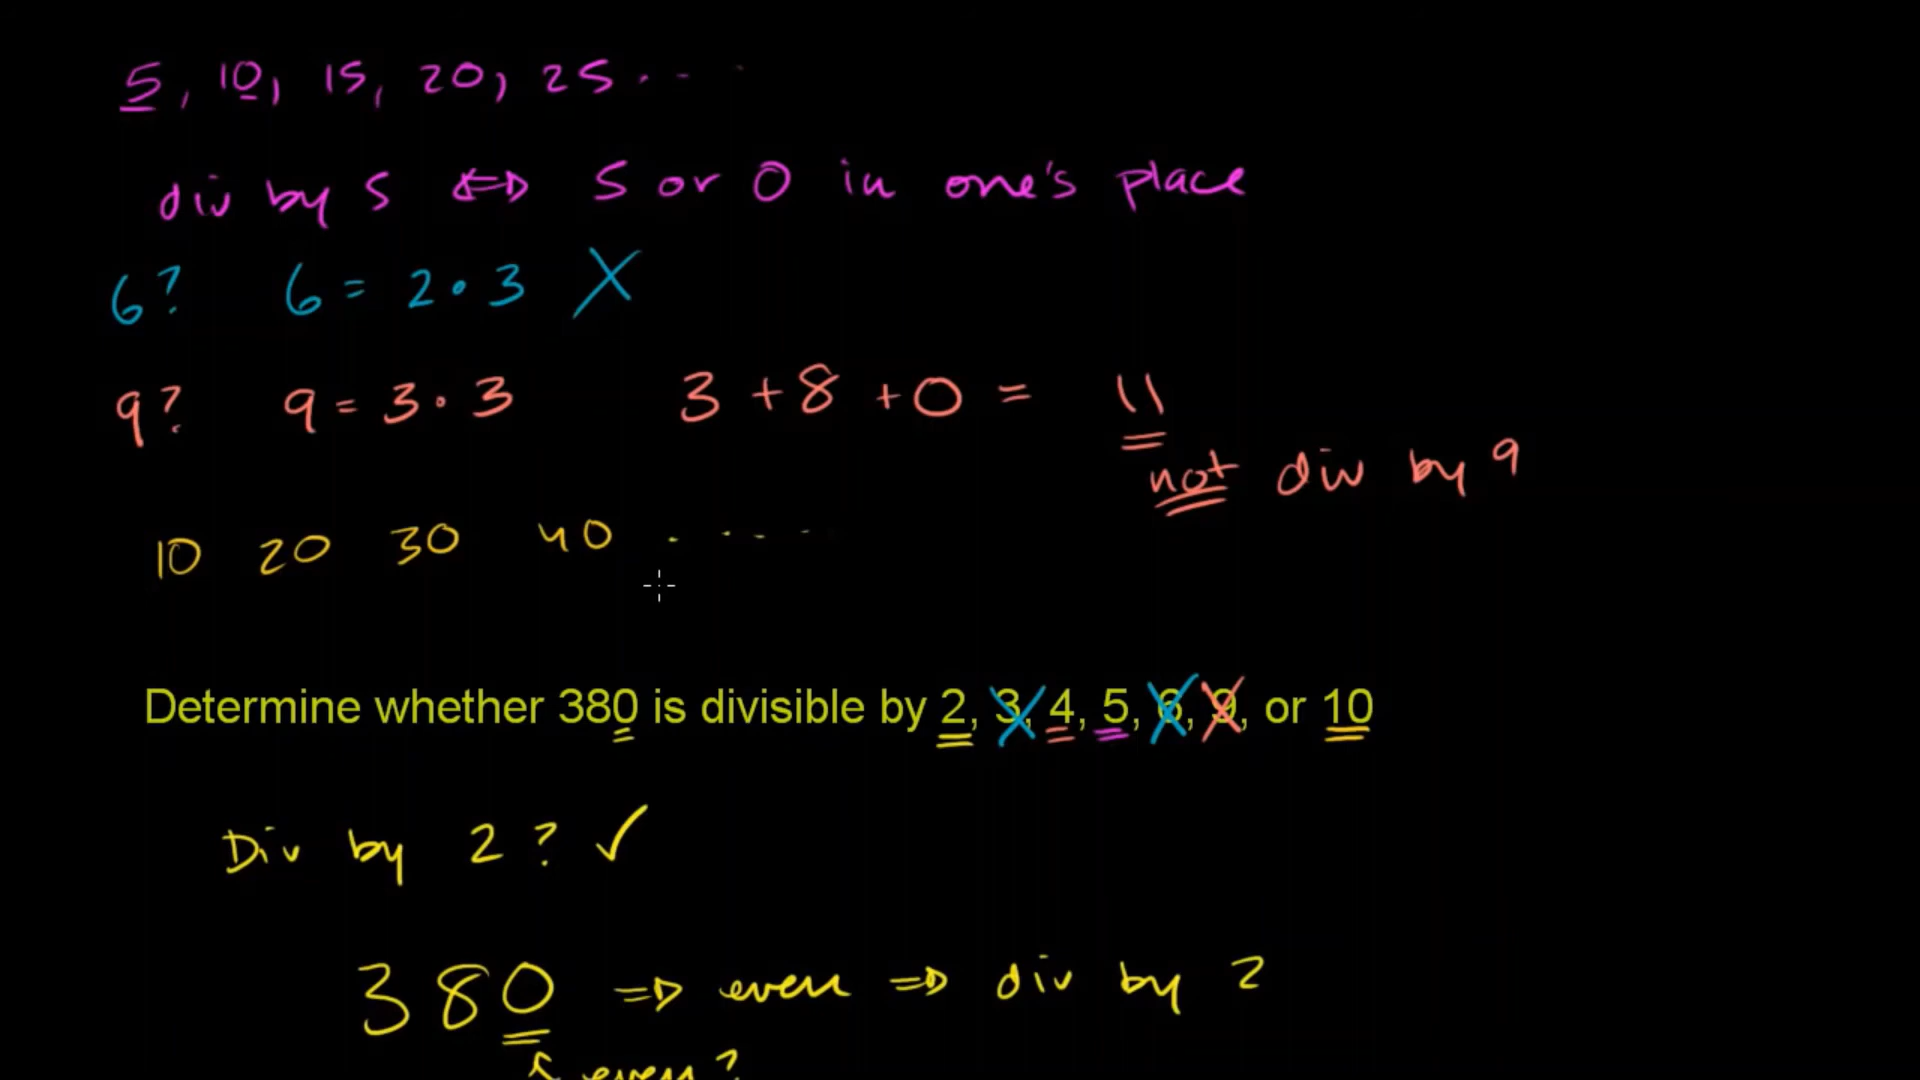 5, 10, 15, 20, 25 . . .
div by 5 <=> 5 or 0 in one's place
6? 6 = 2 · 3 X
9? 9 = 3 · 3 3 + 8 + 0 = 11
not div by 9
10 20 30 40 . . . .
Determine whether 380 is divisible by 2, 3, 4, 5, 6, 9, or 10
Div by 2 ? ✓
380 => even => div by 2
even?